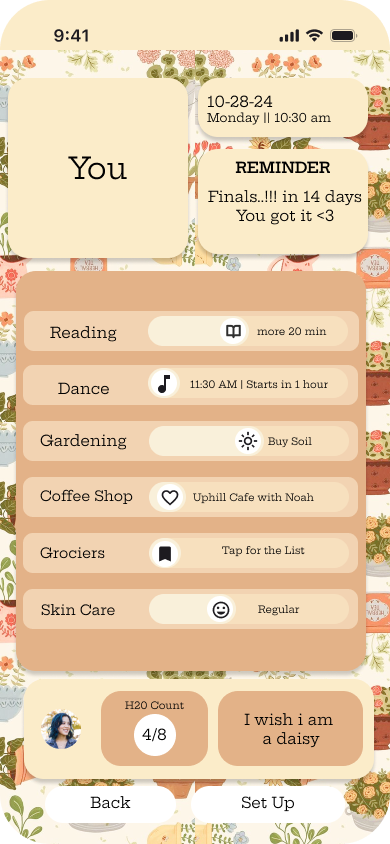 9:41
You
10-28-24
Monday || 10:30 am
REMINDER
Finals..!!! in 14 days
You got it <3
Reading
more 20 min
Dance
11:30 AM | Starts in 1 hour
Gardening
Buy Soil
Coffee Shop
Uphill Cafe with Noah
Grociers
Tap for the List
Skin Care
Regular
H20 Count
4/8
I wish i am
a daisy
Back
Set Up